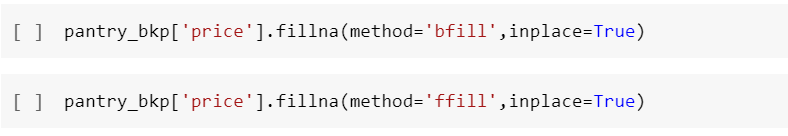 [ ] pantry_bkp['price'].fillna(method='bfill',inplace=True)
[ ] pantry_bkp['price'].fillna(method='ffill',inplace=True)